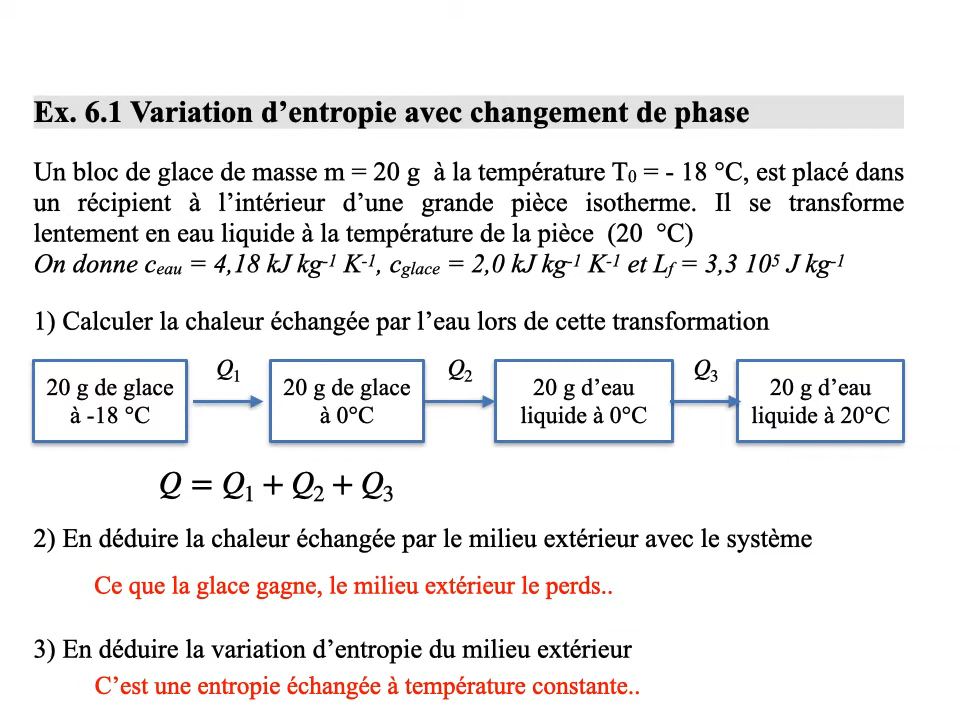 Ex. 6.1 Variation d’entropie avec changement de phase
Un bloc de glace de masse m = 20 g à la température T₀ = - 18 °C, est placé dans
un récipient à l’intérieur d’une grande pièce isotherme. Il se transforme
lentement en eau liquide à la température de la pièce (20 °C)
On donne cₑₐᵤ = 4,18 kJ kg⁻¹ K⁻¹, c_glace = 2,0 kJ kg⁻¹ K⁻¹ et L_f = 3,3 10⁵ J kg⁻¹
1) Calculer la chaleur échangée par l’eau lors de cette transformation
Q₁
Q₂
Q₃
20 g de glace
à -18 °C
20 g de glace
à 0°C
20 g d’eau
liquide à 0°C
20 g d’eau
liquide à 20°C
Q = Q₁ + Q₂ + Q₃
2) En déduire la chaleur échangée par le milieu extérieur avec le système
Ce que la glace gagne, le milieu extérieur le perds..
3) En déduire la variation d’entropie du milieu extérieur
C’est une entropie échangée à température constante..